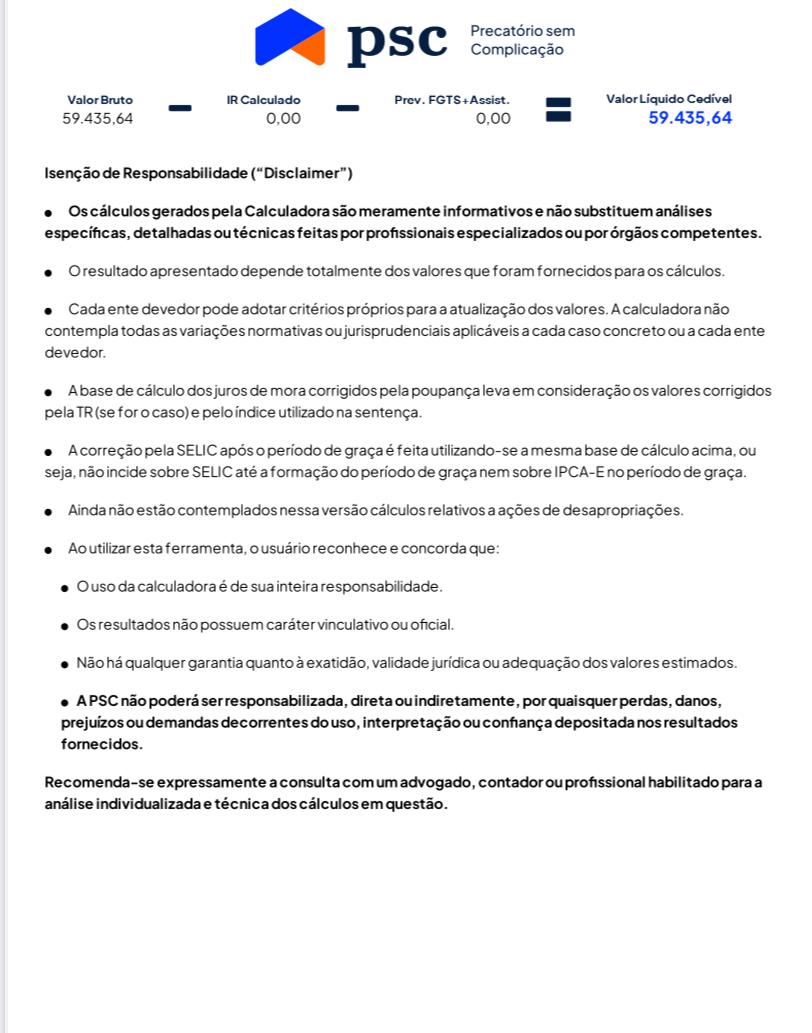 psc
Precatório sem
Complicação
Valor Bruto
59.435,64
IR Calculado
0,00
Prev. FGTS+Assist.
0,00
Valor Líquido Cedível
59.435,64
Isenção de Responsabilidade (“Disclaimer”)
● Os cálculos gerados pela Calculadora são meramente informativos e não substituem análises
específicas, detalhadas ou técnicas feitas por profissionais especializados ou por órgãos competentes.
● O resultado apresentado depende totalmente dos valores que foram fornecidos para os cálculos.
● Cada ente devedor pode adotar critérios próprios para a atualização dos valores. A calculadora não
contempla todas as variações normativas ou jurisprudenciais aplicáveis a cada caso concreto ou a cada ente
devedor.
● A base de cálculo dos juros de mora corrigidos pela poupança leva em consideração os valores corrigidos
pela TR (se for o caso) e pelo índice utilizado na sentença.
● A correção pela SELIC após o período de graça é feita utilizando-se a mesma base de cálculo acima, ou
seja, não incide sobre SELIC até a formação do período de graça nem sobre IPCA-E no período de graça.
● Ainda não estão contemplados nessa versão cálculos relativos a ações de desapropriações.
● Ao utilizar esta ferramenta, o usuário reconhece e concorda que:
● O uso da calculadora é de sua inteira responsabilidade.
● Os resultados não possuem caráter vinculativo ou oficial.
● Não há qualquer garantia quanto à exatidão, validade jurídica ou adequação dos valores estimados.
● A PSC não poderá ser responsabilizada, direta ou indiretamente, por quaisquer perdas, danos,
prejuízos ou demandas decorrentes do uso, interpretação ou confiança depositada nos resultados
fornecidos.
Recomenda-se expressamente a consulta com um advogado, contador ou profissional habilitado para a
análise individualizada e técnica dos cálculos em questão.